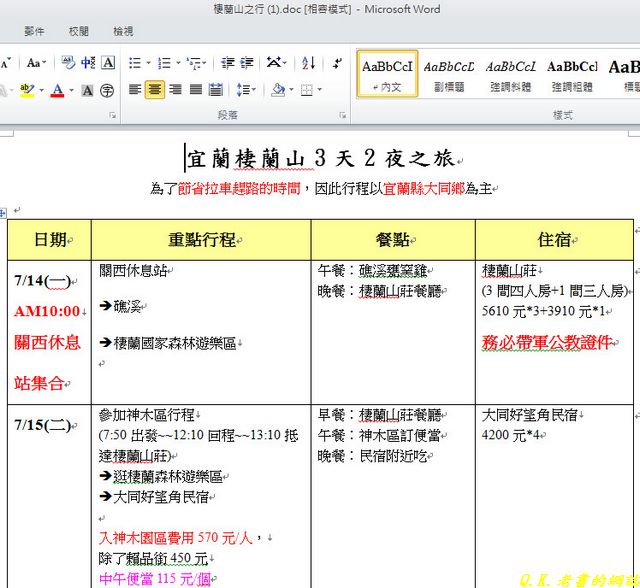 棲蘭山之行 (1).doc [相容模式] - Microsoft Word
郵件 校閱 檢視
段落
AaBbCcI AaBbCcDc AaBbCcI AaBbCcI AaB
內文 副標題 強調斜體 強調粗體
樣式
宜蘭棲蘭山3天2夜之旅
為了節省拉車趕路的時間，因此行程以宜蘭縣大同鄉為主
日期 重點行程 餐點 住宿
7/14(一)
AM10:00
關西休息
站集合
關西休息站
➔礁溪
➔棲蘭國家森林遊樂區
午餐：礁溪甕窯雞
晚餐：棲蘭山莊餐廳
棲蘭山莊
(3 間四人房+1 間三人房)
5610 元*3+3910 元*1
務必帶軍公教證件
7/15(二)
參加神木區行程
(7:50 出發~~12:10 回程~~13:10 抵
達棲蘭山莊)
➔逛棲蘭森林遊樂區
➔大同好望角民宿
入神木園區費用 570 元/人，
除了賴品銜 450 元
中午便當 115 元/個
早餐：棲蘭山莊餐廳
午餐：神木區訂便當
晚餐：民宿附近吃
大同好望角民宿
4200 元*4